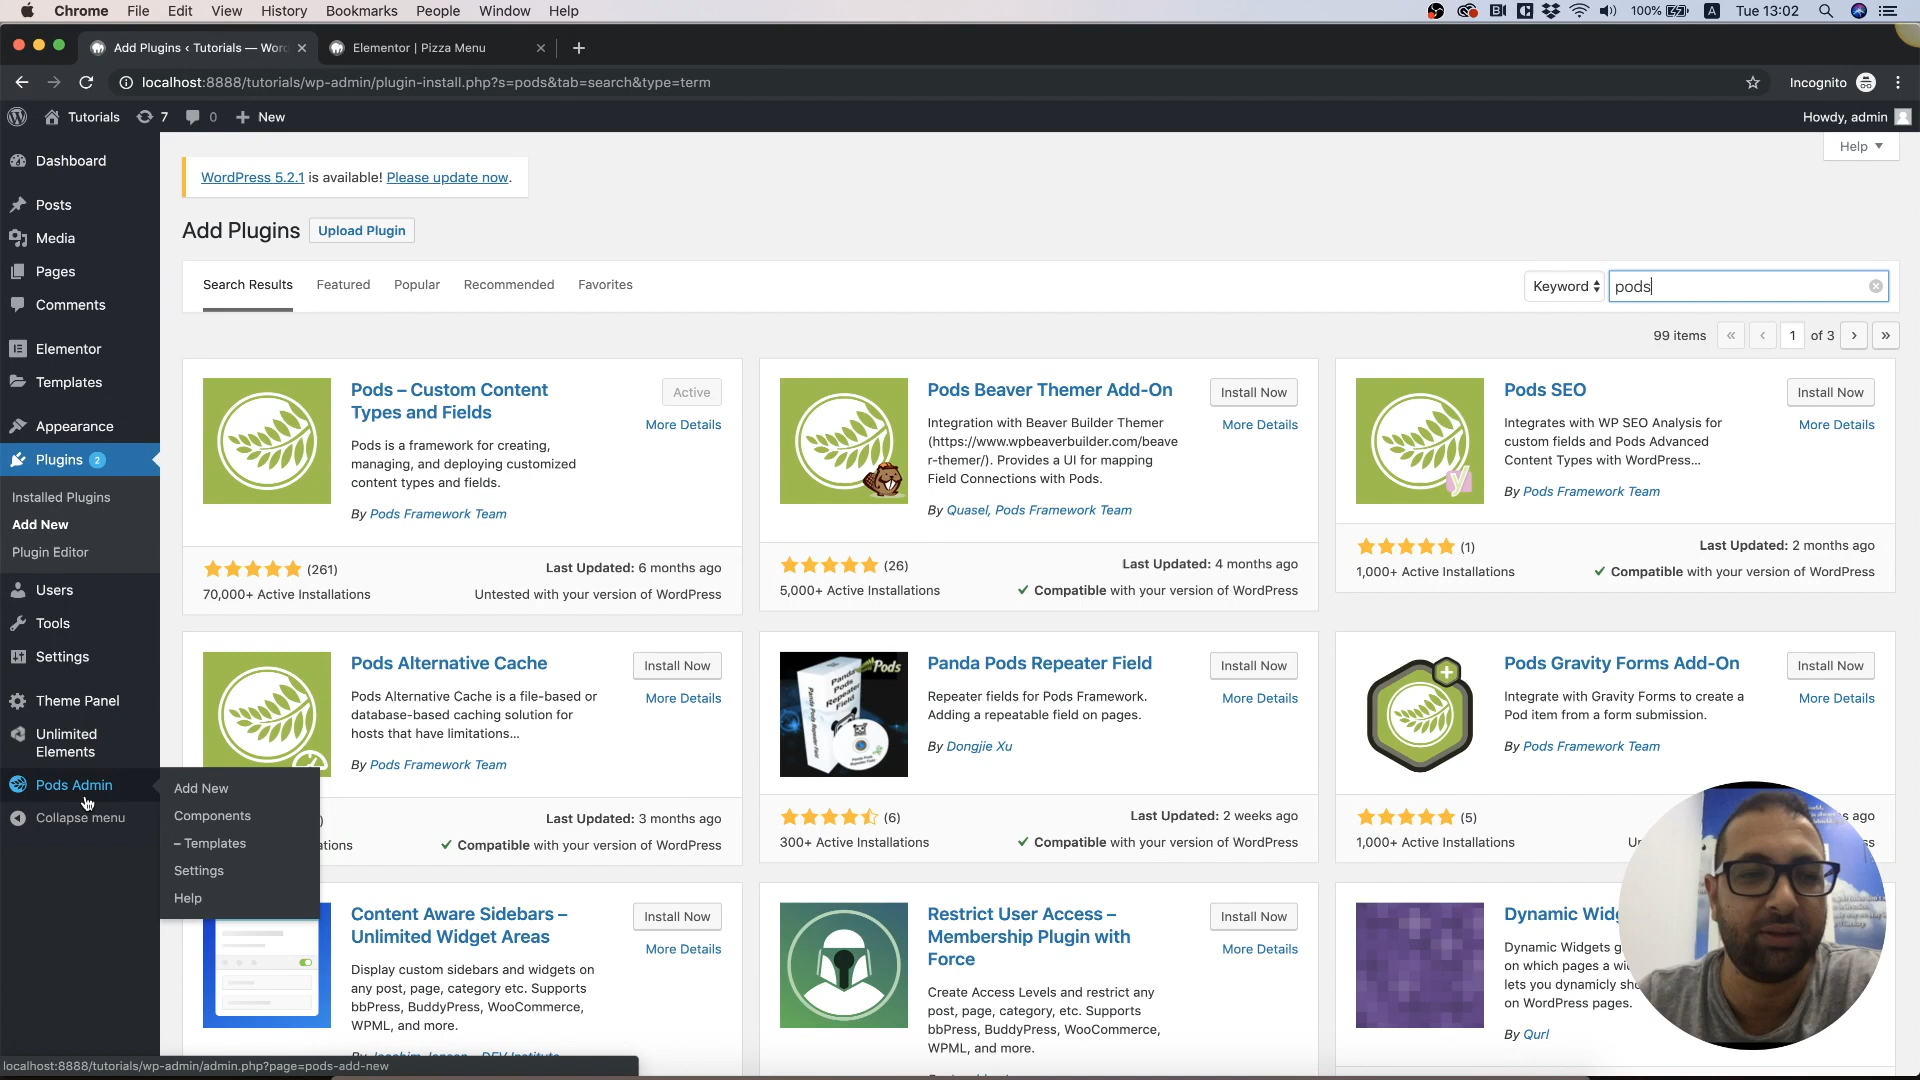 Chrome File Edit View History Bookmarks People Window Help
100% A Tue 13:02
Add Plugins ‹ Tutorials — Word
Elementor | Pizza Menu
localhost:8888/tutorials/wp-admin/plugin-install.php?s=pods&tab=search&type=term
Incognito
Tutorials 7 0 New
Howdy, admin
Help
Dashboard
Posts
Media
Pages
Comments
Elementor
Templates
Appearance
Plugins 2
Installed Plugins
Add New
Plugin Editor
Users
Tools
Settings
Theme Panel
Unlimited
Elements
Pods Admin
Collapse menu
Add New
Components
– Templates
Settings
Help
WordPress 5.2.1 is available! Please update now.
Add Plugins Upload Plugin
Search Results Featured Popular Recommended Favorites
Keyword pods
99 items « ‹ 1 of 3 › »
Pods – Custom Content
Types and Fields
Active
More Details
Pods is a framework for creating,
managing, and deploying customized
content types and fields.
By Pods Framework Team
(261)
Last Updated: 6 months ago
70,000+ Active Installations
Untested with your version of WordPress
Pods Beaver Themer Add-On
Install Now
More Details
Integration with Beaver Builder Themer
(https://www.wpbeaverbuilder.com/beave
r-themer/). Provides a UI for mapping
Field Connections with Pods.
By Quasel, Pods Framework Team
(26)
Last Updated: 4 months ago
5,000+ Active Installations
Compatible with your version of WordPress
Pods SEO
Install Now
More Details
Integrates with WP SEO Analysis for
custom fields and Pods Advanced
Content Types with WordPress...
By Pods Framework Team
(1)
Last Updated: 2 months ago
1,000+ Active Installations
Compatible with your version of WordPress
Pods Alternative Cache
Install Now
More Details
Pods Alternative Cache is a file-based or
database-based caching solution for
hosts that have limitations...
By Pods Framework Team
)
Last Updated: 3 months ago
ations
Compatible with your version of WordPress
Pods
Panda Pods Repeater Field
Install Now
More Details
Repeater fields for Pods Framework.
Adding a repeatable field on pages.
By Dongjie Xu
(6)
Last Updated: 2 weeks ago
300+ Active Installations
Compatible with your version of WordPress
Pods Gravity Forms Add-On
Install Now
More Details
Integrate with Gravity Forms to create a
Pod item from a form submission.
By Pods Framework Team
(5)
s ago
1,000+ Active Installations
Content Aware Sidebars –
Unlimited Widget Areas
Install Now
More Details
Display custom sidebars and widgets on
any post, page, category etc. Supports
bbPress, BuddyPress, WooCommerce,
WPML, and more.
Restrict User Access –
Membership Plugin with
Force
Install Now
More Details
Create Access Levels and restrict any
post, page, category, etc. Supports
bbPress, BuddyPress, WooCommerce,
WPML, and more.
Dynamic Widg
Dynamic Widgets g
on which pages a wi
lets you dynamicly sho
on WordPress pages.
By Qurl
localhost:8888/tutorials/wp-admin/admin.php?page=pods-add-new